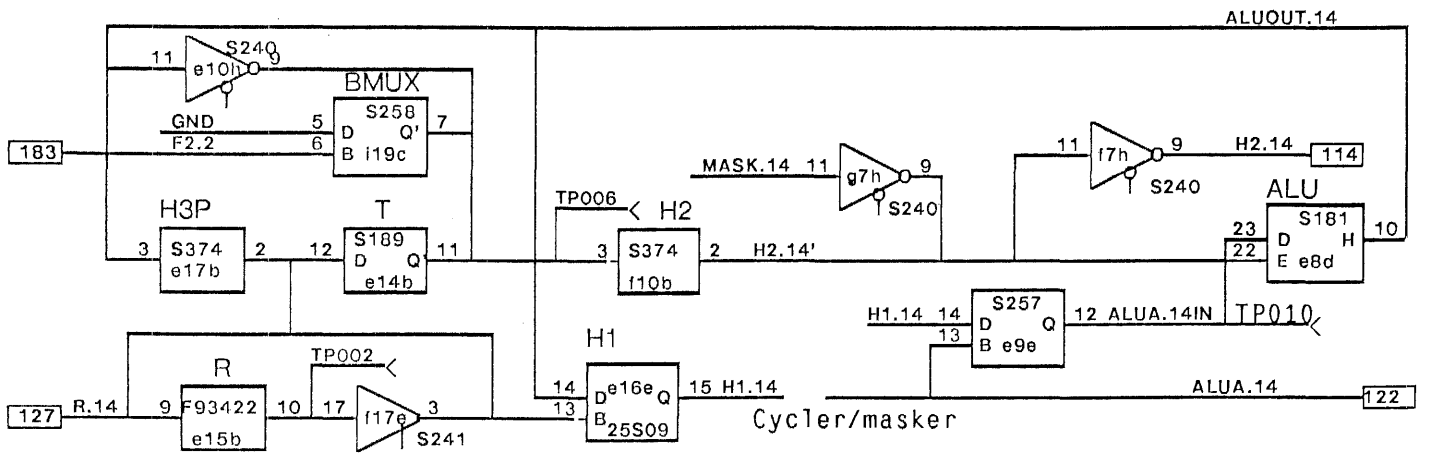 ALUOUT.14
11 S240 9
e10h
BMUX
GND 5 S258 7
D Q'
183 F2.2 6 B i19c
MASK.14 11 g7h 9
S240
11 f7h 9 H2.14 114
S240
H3P T TP006 H2 ALU
3 S374 2 12 S189 11 3 S374 2 H2.14'
e17b D Q' e14b f10b
23 S181 10
D H
22 E e8d
S257
H1.14 14 D Q 12 ALUA.14IN TP010
13 B e9e
R TP002 H1
127 R.14 9 F93422 10 17 f17e 3
e15b S241
14 D e16e Q 15 H1.14
13 B 25S09
ALUA.14 122
Cycler/masker